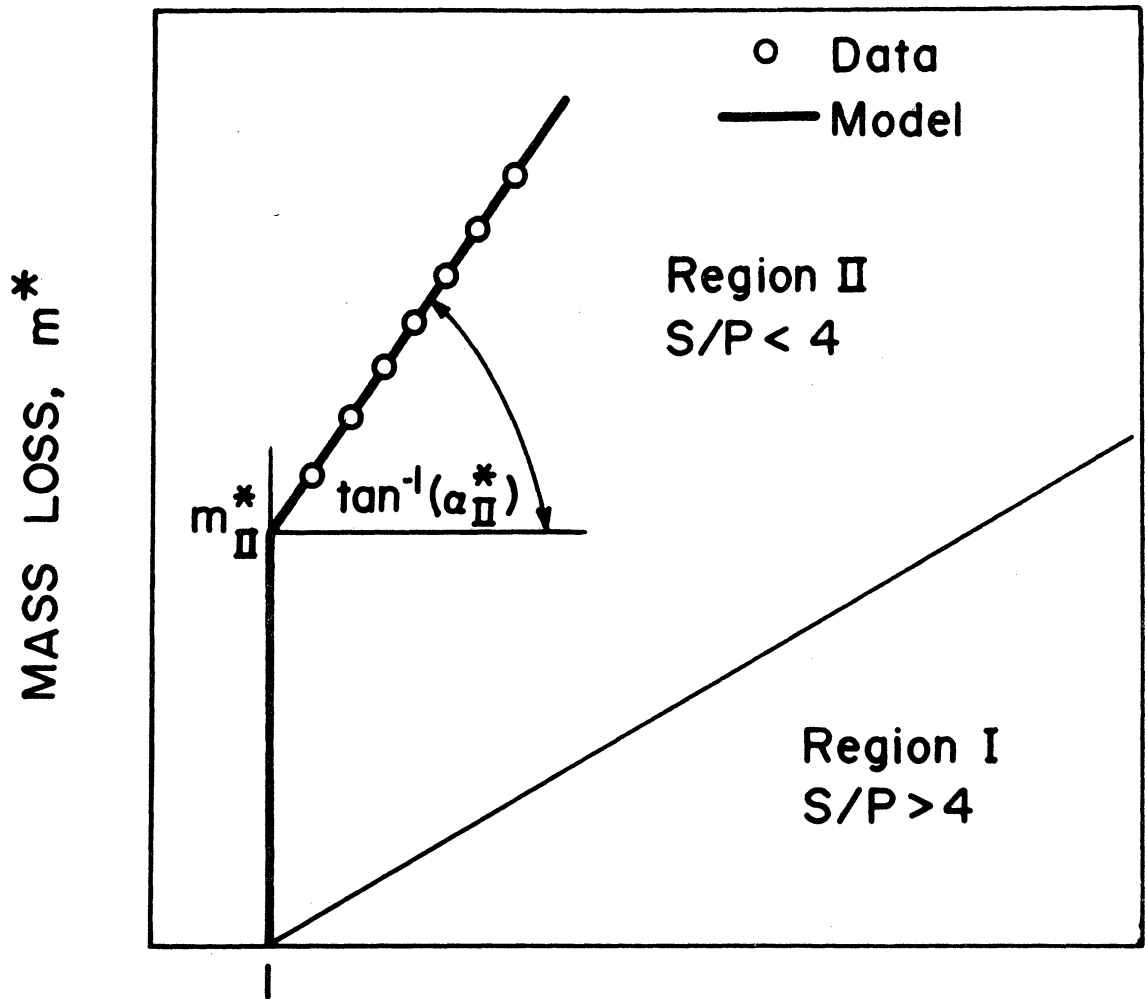 ○ Data
— Model
MASS LOSS, m*
Region II
S/P < 4
m*II
tan⁻¹(α*II)
Region I
S/P > 4
1